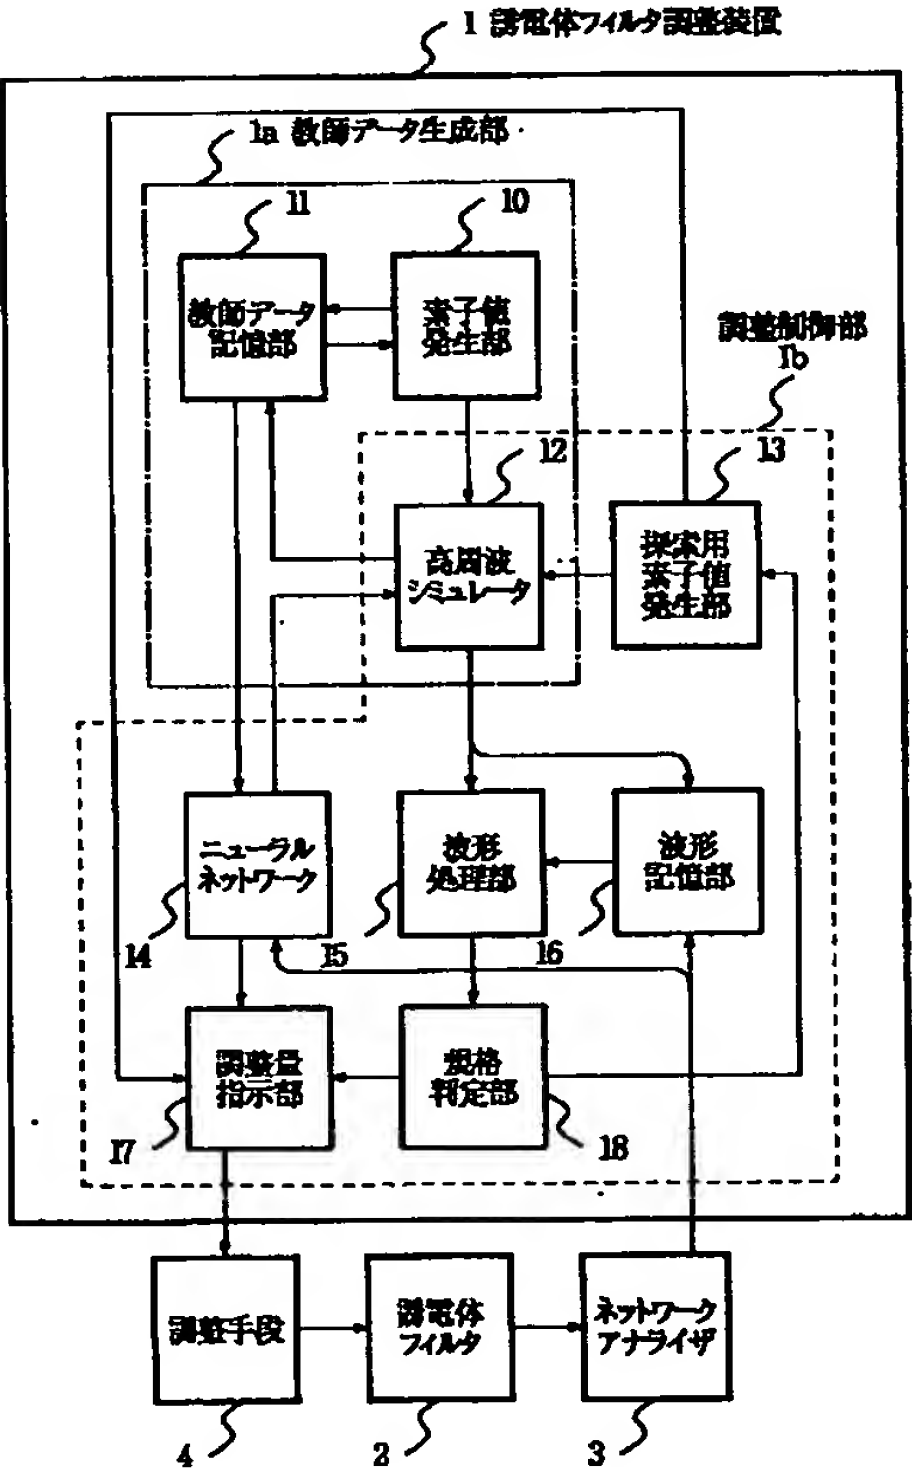 1 誘電体フィルタ調整装置
1a 教師データ生成部
11
10
教師データ
記憶部
素子値
発生部
調整制御部
1b
12
13
高周波
シミュレータ
探索用
素子値
発生部
ニューラル
ネットワーク
波形
処理部
波形
記憶部
14
15
16
調整量
指示部
規格
判定部
17
18
調整手段
誘電体
フィルタ
ネットワーク
アナライザ
4
2
3